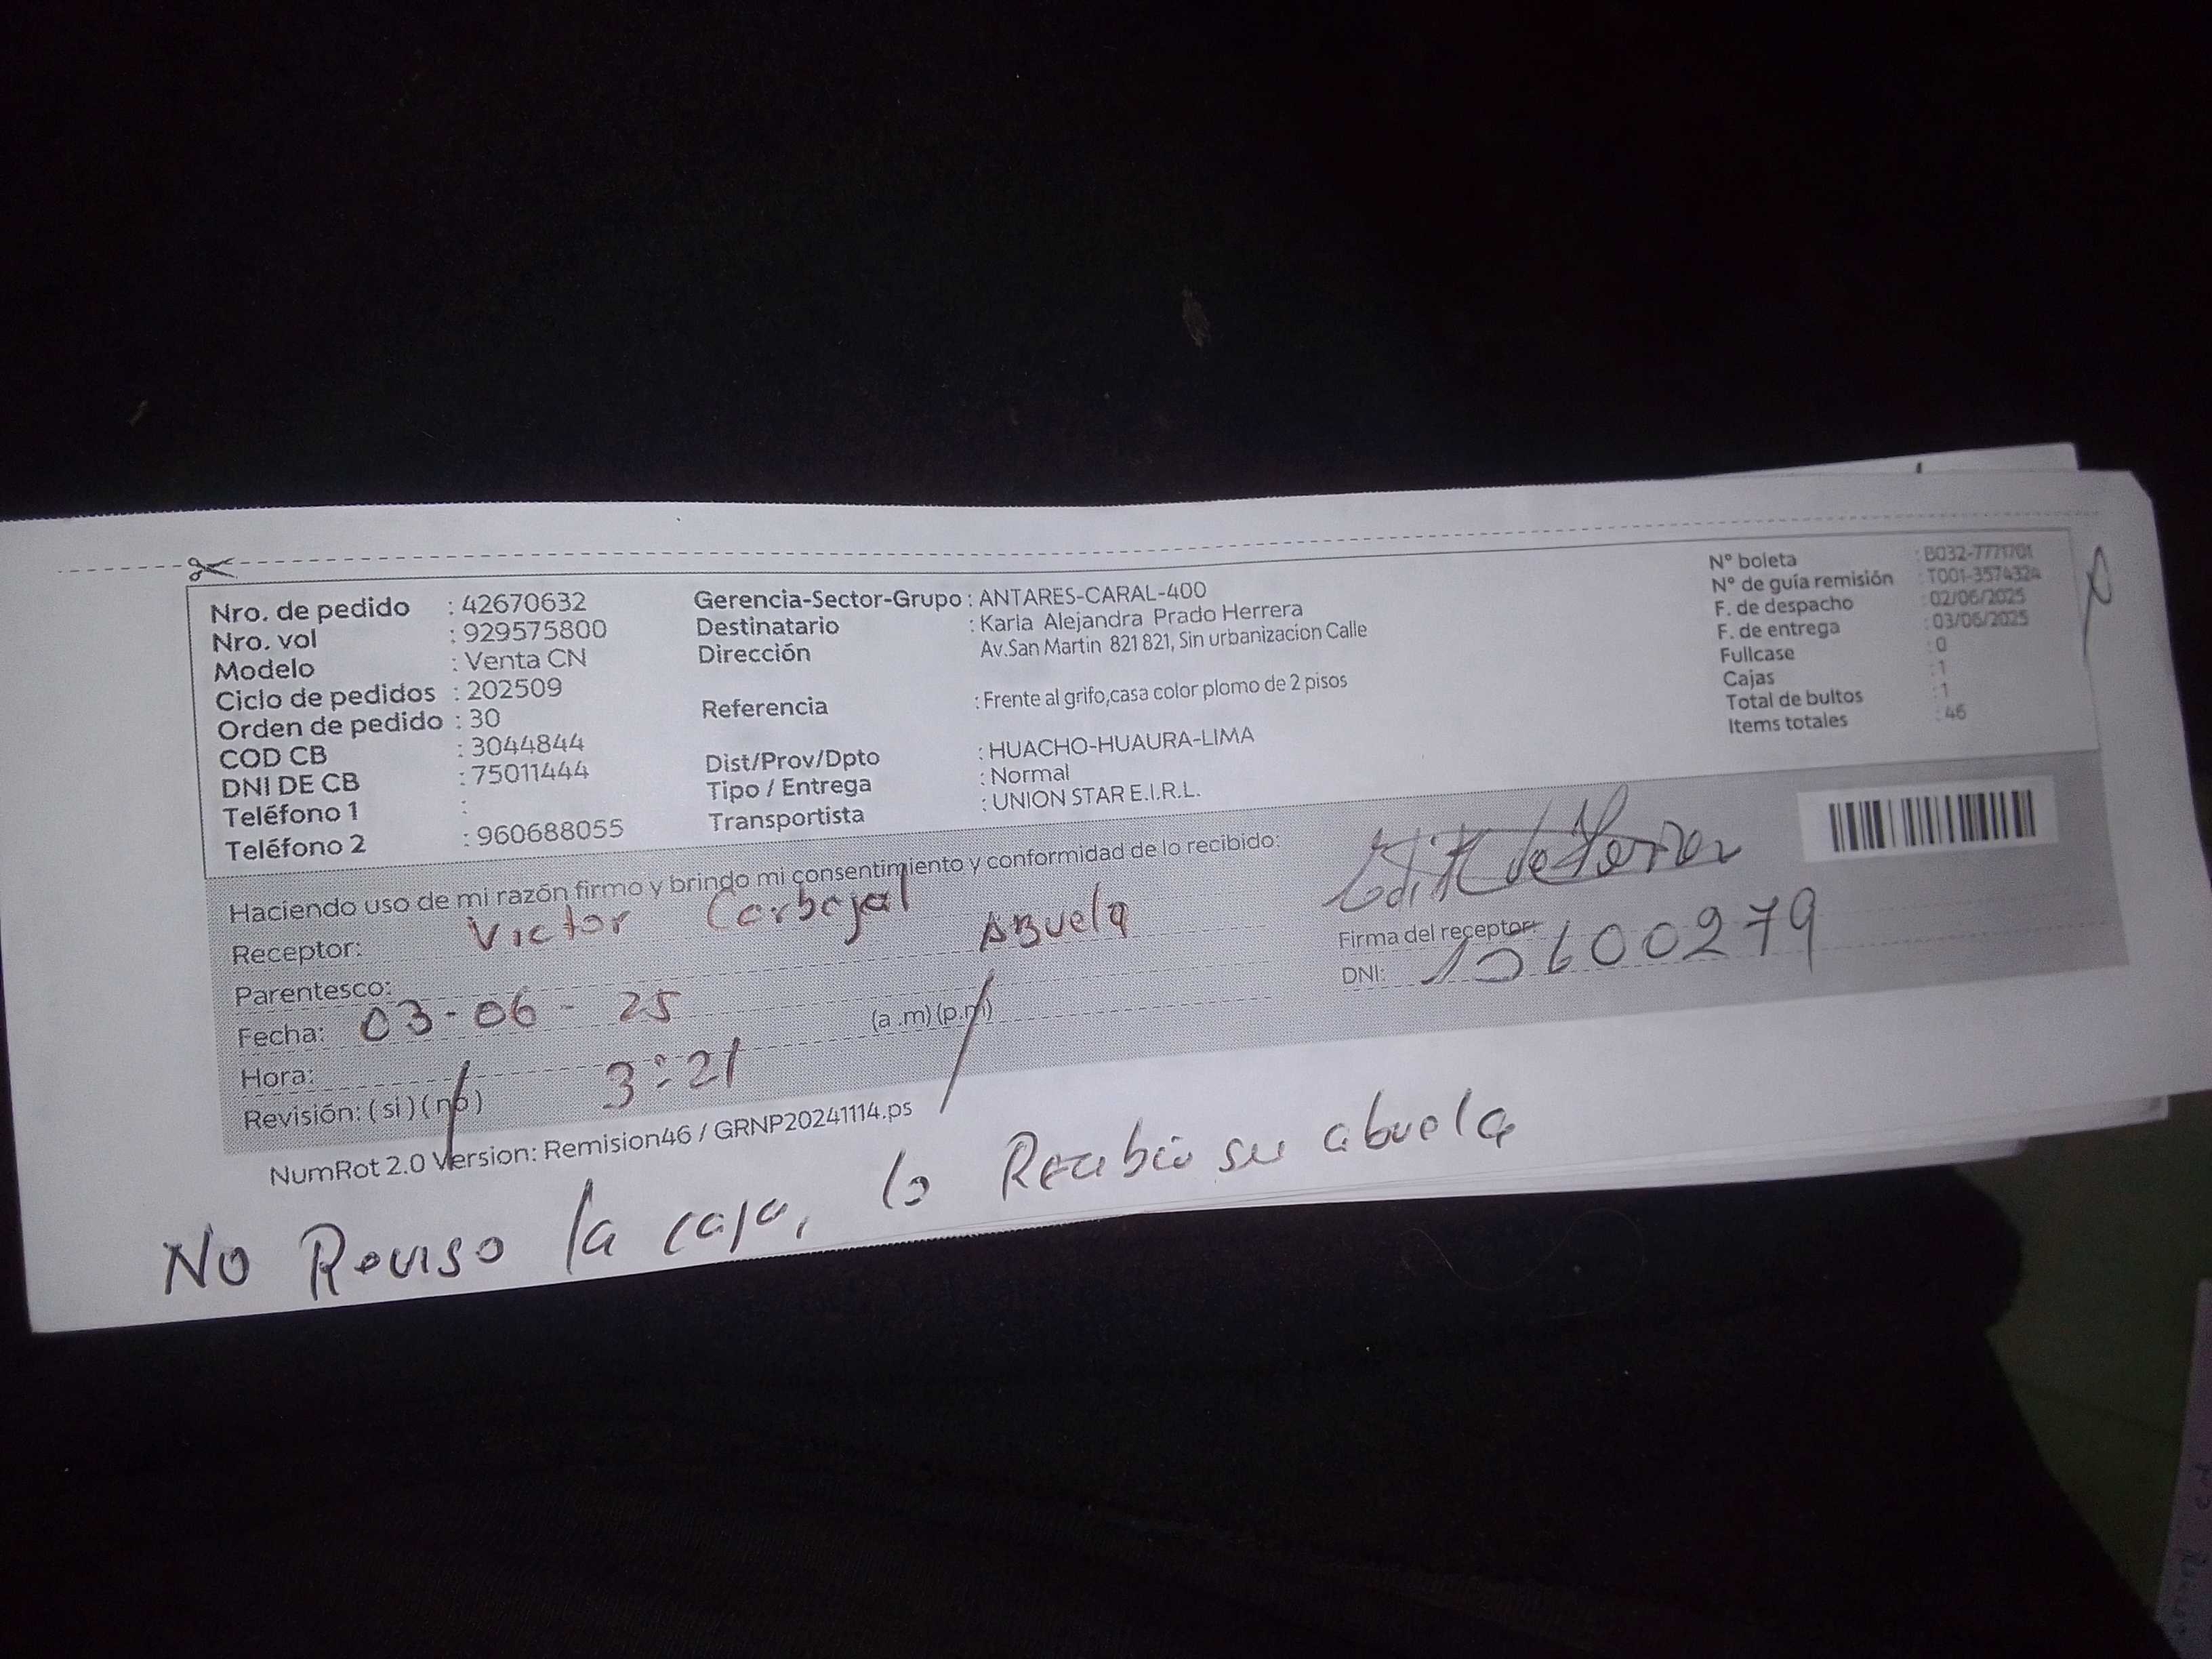 Nro. de pedido : 42670632
Nro. vol : 929575800
Modelo : Venta CN
Ciclo de pedidos : 202509
Orden de pedido : 30
COD CB : 3044844
DNI DE CB : 75011444
Teléfono 1 :
Teléfono 2 : 960688055
Gerencia-Sector-Grupo : ANTARES-CARAL-400
Destinatario : Karla Alejandra Prado Herrera
Dirección Av.San Martin 821 821, Sin urbanizacion Calle
Referencia : Frente al grifo,casa color plomo de 2 pisos
Dist/Prov/Dpto : HUACHO-HUAURA-LIMA
Tipo / Entrega : Normal
Transportista : UNION STAR E.I.R.L.
N° boleta : B032-7771701
N° de guía remisión : T001-3574324
F. de despacho : 02/06/2025
F. de entrega : 03/06/2025
Fullcase : 0
Cajas : 1
Total de bultos : 1
Items totales : 46
Haciendo uso de mi razón firmo y brindo mi consentimiento y conformidad de lo recibido:
Receptor: Victor Carbajal
Parentesco: Abuela
Fecha: 03-06-25
Hora: 3:21 (a.m) (p.m)
Revisión: (si) (no)
Firma del receptor
DNI: 15600279
NumRot 2.0 Version: Remision46 / GRNP20241114.ps
No Reviso la caja, lo Recibio su abuela